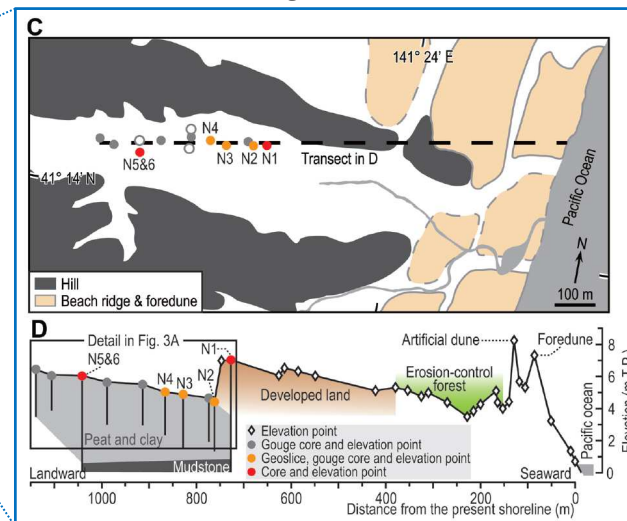 C
141° 24' E
N4
N3
N2
N1
N5&6
Transect in D
41° 14' N
Pacific Ocean
N
100 m
Hill
Beach ridge & foredune
D
Detail in Fig. 3A
N5&6
N1
N4
N3
N2
Peat and clay
Mudstone
Landward
Developed land
Erosion-control
forest
Artificial dune
Foredune
Elevation point
Gouge core and elevation point
Geoslice, gouge core and elevation point
Core and elevation point
Seaward
Pacific ocean
8
6
4
2
0
Elevation (m T.P.)
1000
800
600
400
200
0
Distance from the present shoreline (m)